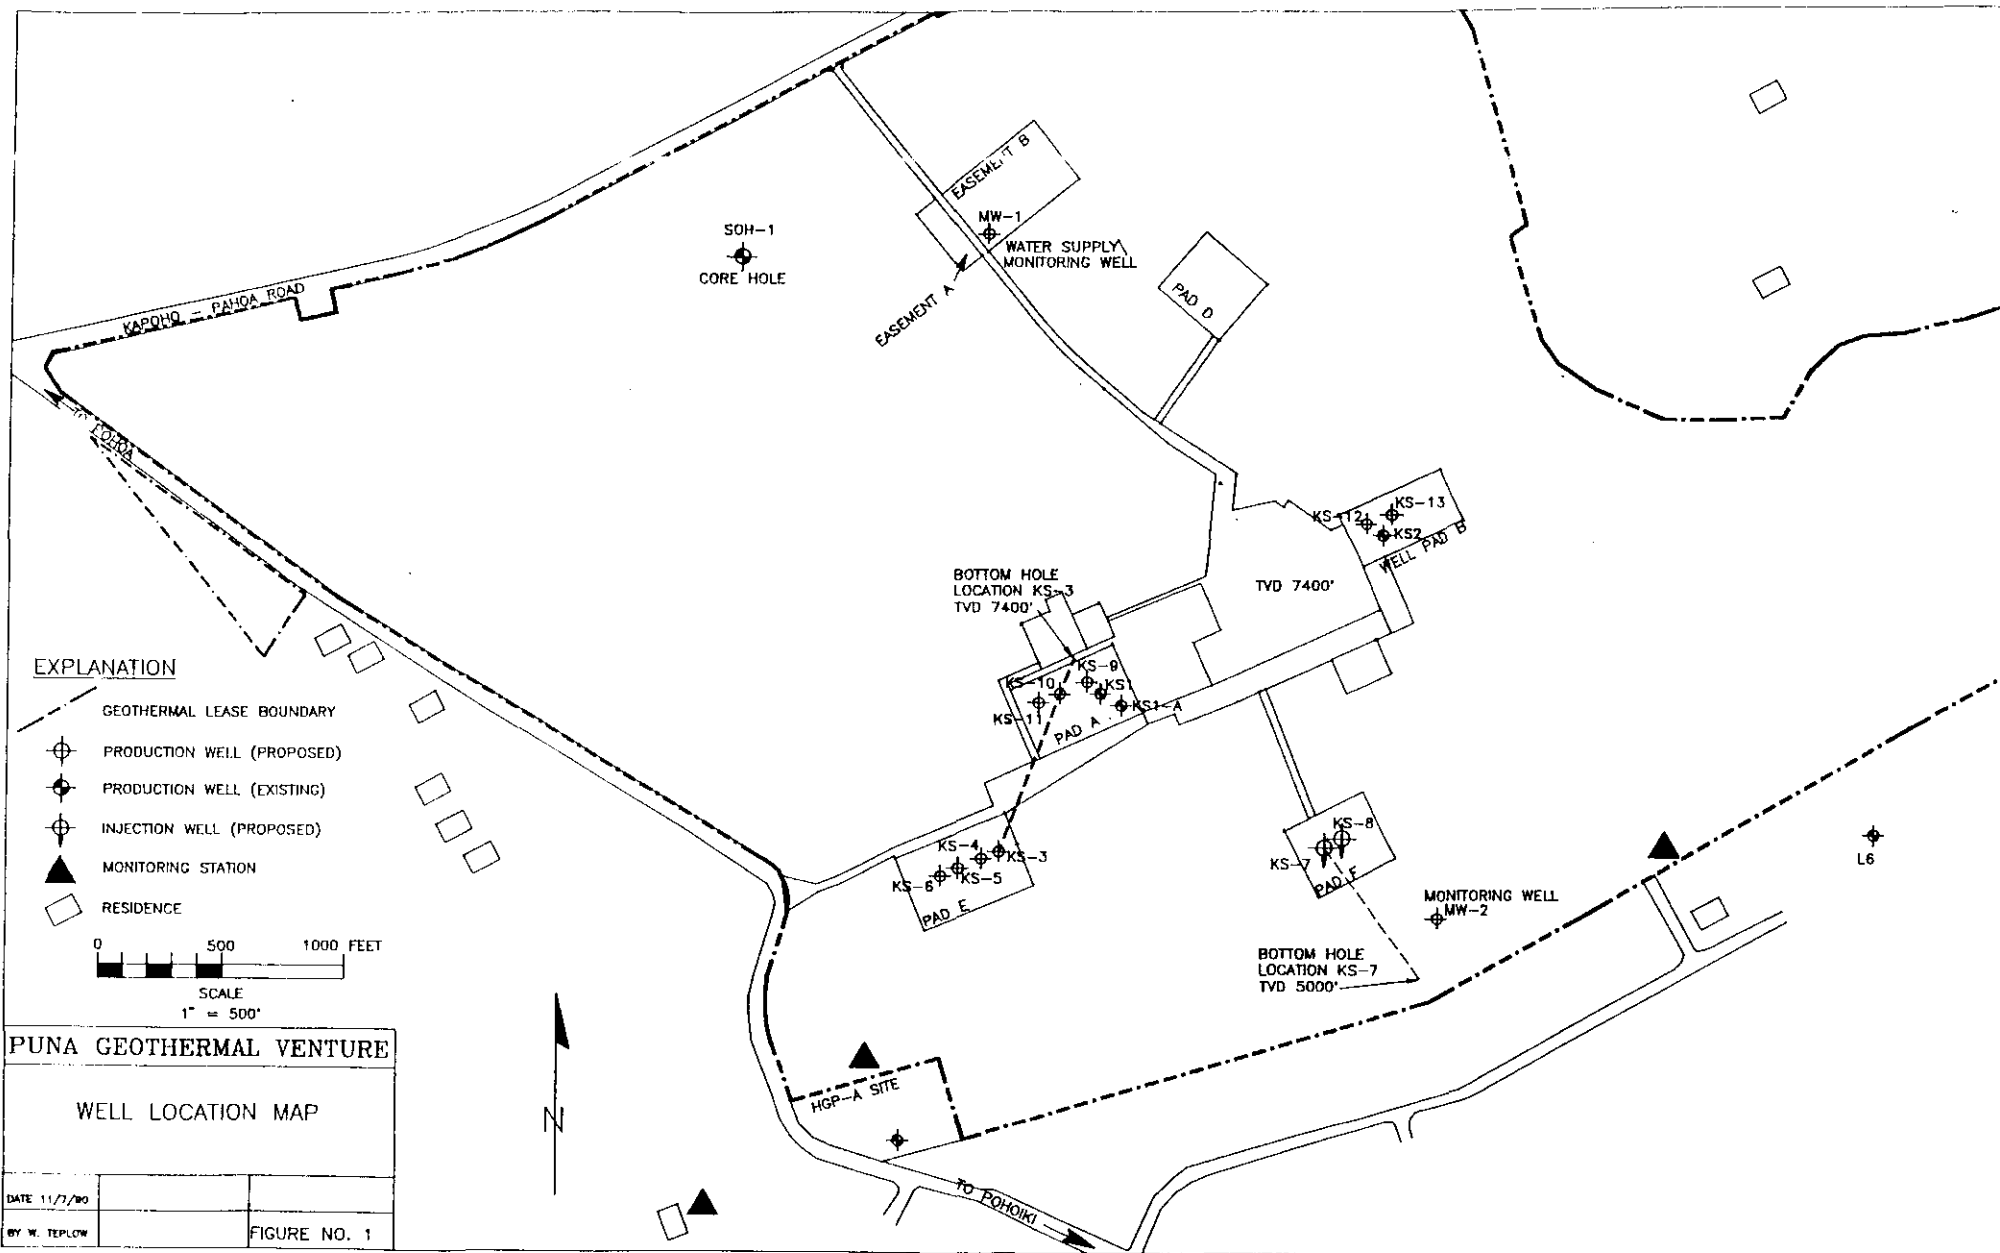 EASEMENT B
MW-1
WATER SUPPLY\
MONITORING WELL
SOH-1
CORE HOLE
EASEMENT A
PAD D
KAPOHO - PAHOA ROAD
TO
POHOA
KS-12
KS-13
KS2
WELL PAD B
TVD 7400'
BOTTOM HOLE
LOCATION KS-3
TVD 7400'
KS-9
KS-10
KS1
KS-11
KS1-A
PAD A
KS-4
KS-3
KS-6
KS-5
PAD E
KS-8
KS-7
PAD F
MONITORING WELL
MW-2
L6
BOTTOM HOLE
LOCATION KS-7
TVD 5000'
HGP-A SITE
TO POHOIKI
EXPLANATION
GEOTHERMAL LEASE BOUNDARY
PRODUCTION WELL (PROPOSED)
PRODUCTION WELL (EXISTING)
INJECTION WELL (PROPOSED)
MONITORING STATION
RESIDENCE
0 500 1000 FEET
SCALE
1" = 500'
N
PUNA GEOTHERMAL VENTURE
WELL LOCATION MAP
DATE 11/7/90
BY W. TEPLOW
FIGURE NO. 1